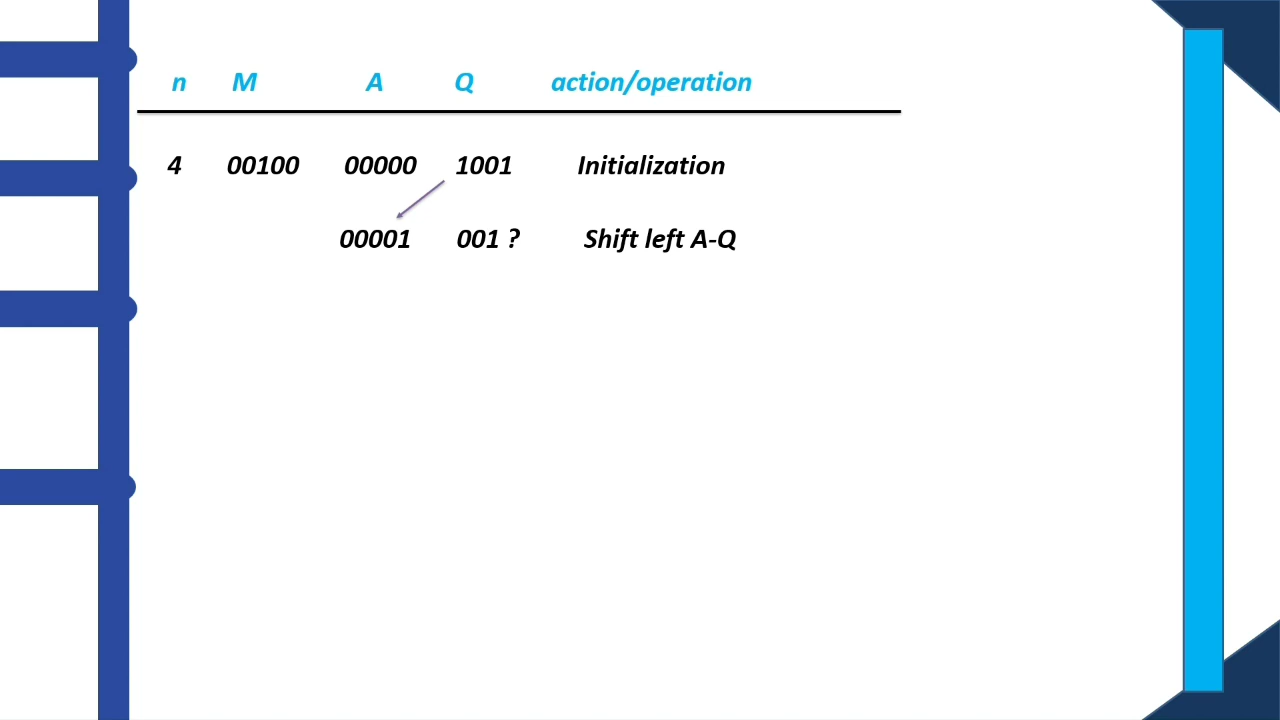 n M A Q action/operation
4 00100 00000 1001 Initialization
00001 001 ? Shift left A-Q